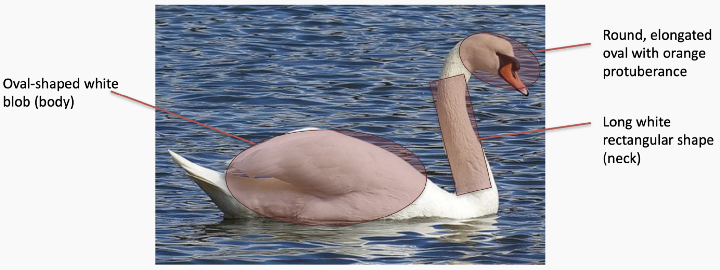 Oval-shaped white
blob (body)
Round, elongated
oval with orange
protuberance
Long white
rectangular shape
(neck)